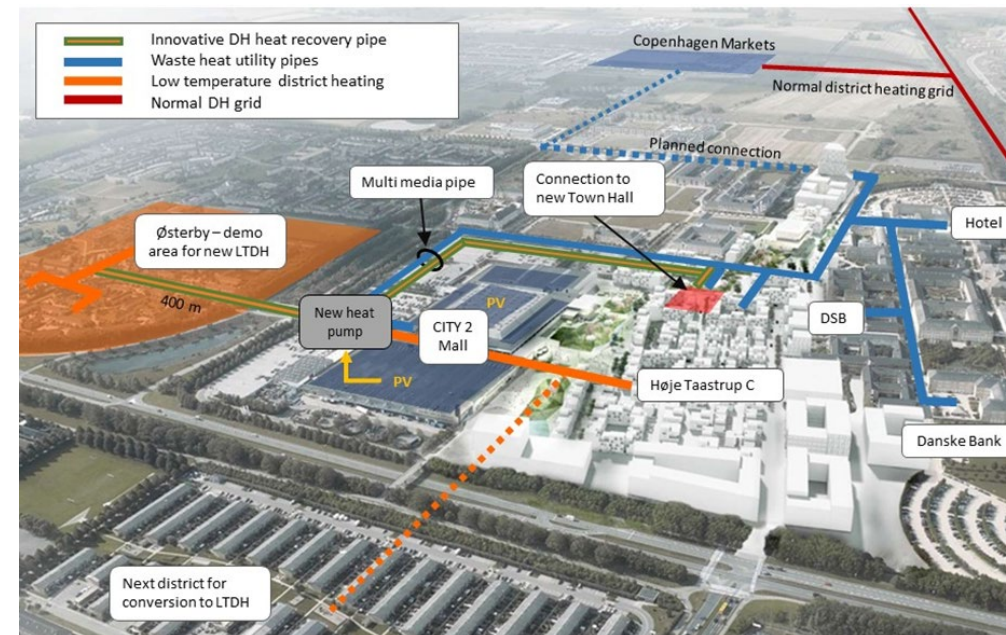 Innovative DH heat recovery pipe
Waste heat utility pipes
Low temperature district heating
Normal DH grid
Copenhagen Markets
Normal district heating grid
Planned connection
Multi media pipe
Connection to
new Town Hall
Østerby – demo
area for new LTDH
Hotel
400 m
PV
New heat
pump
CITY 2
Mall
DSB
PV
Høje Taastrup C
Danske Bank
Next district for
conversion to LTDH